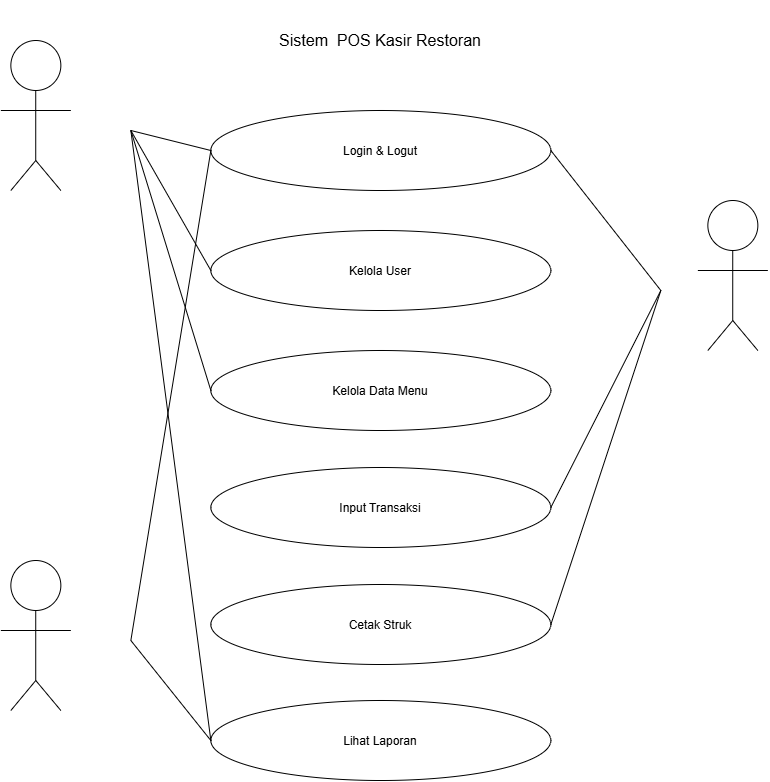 Sistem POS Kasir Restoran
Login & Logut
Kelola User
Kelola Data Menu
Input Transaksi
Cetak Struk
Lihat Laporan